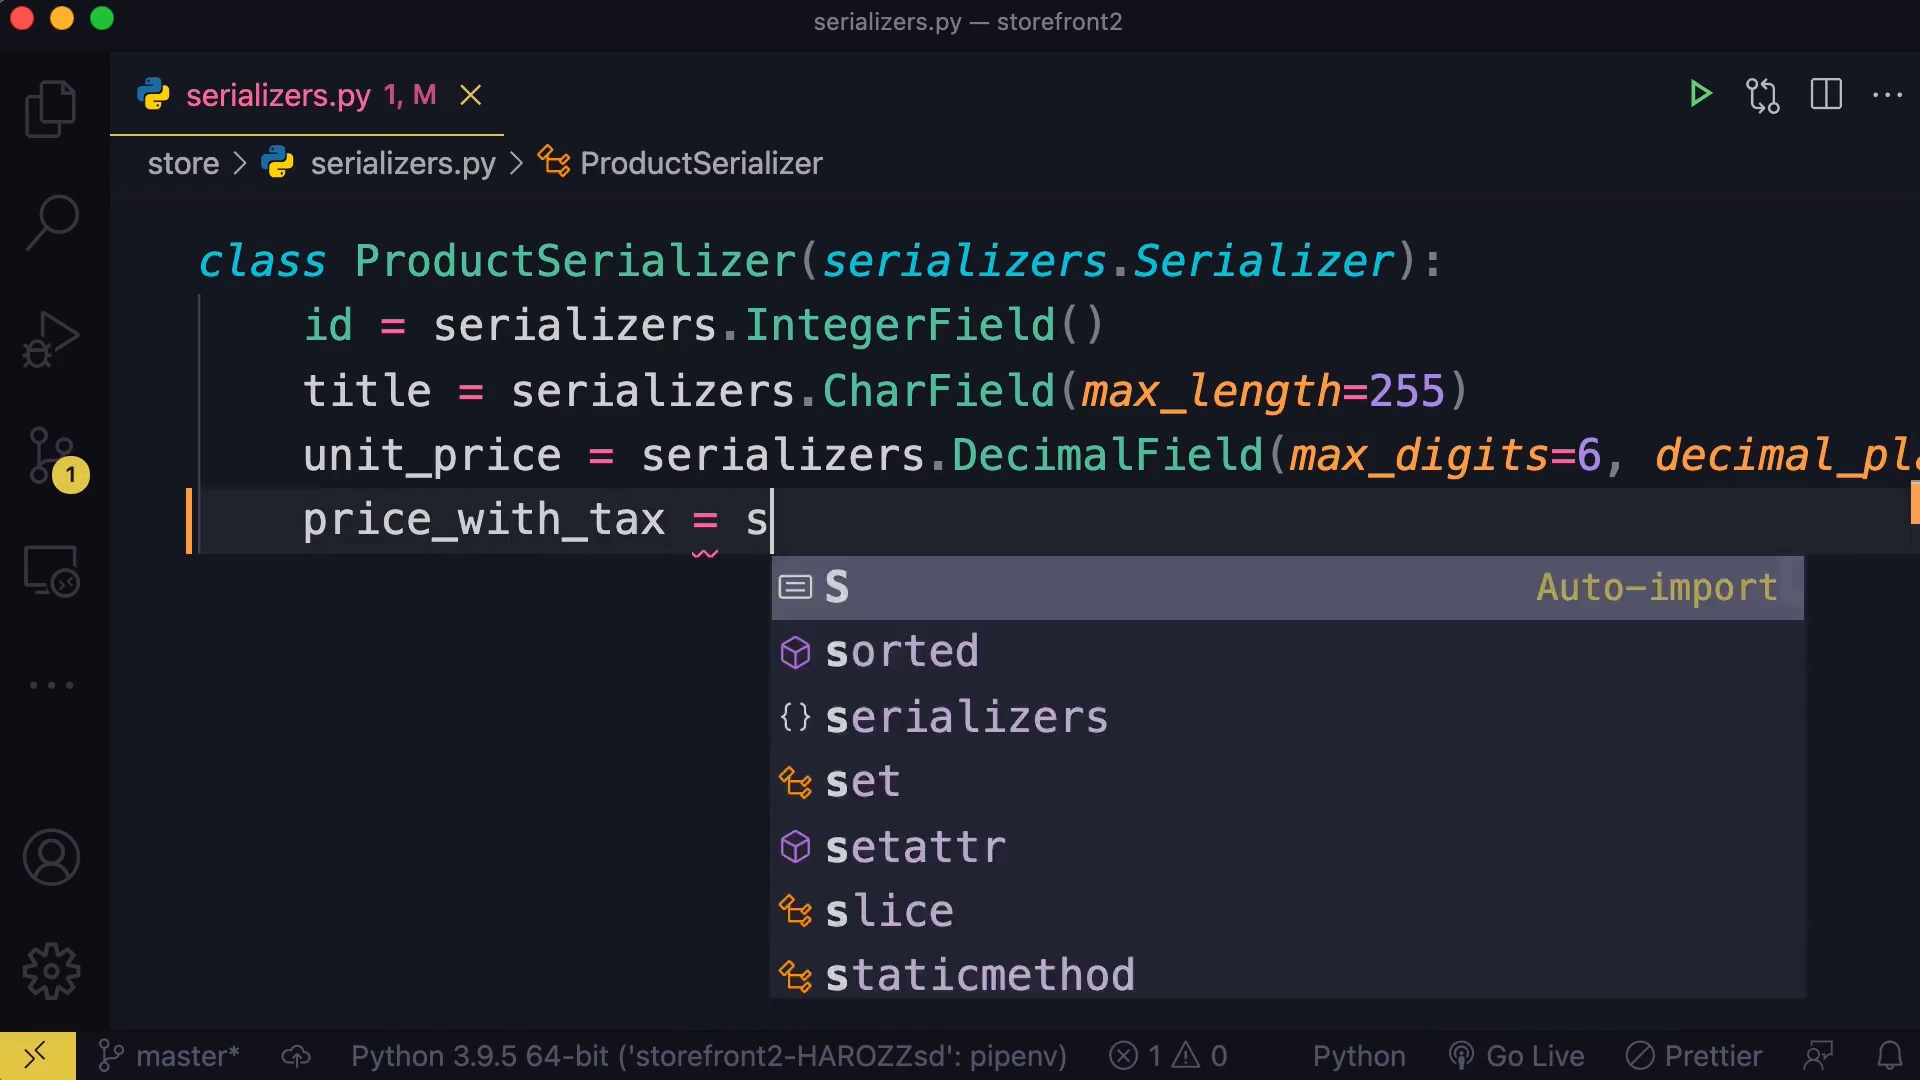 serializers.py — storefront2
serializers.py 1, M
store > serializers.py > ProductSerializer
class ProductSerializer(serializers.Serializer):
id = serializers.IntegerField()
title = serializers.CharField(max_length=255)
unit_price = serializers.DecimalField(max_digits=6, decimal_pla
price_with_tax = s
S Auto-import
sorted
serializers
set
setattr
slice
staticmethod
1
master* Python 3.9.5 64-bit ('storefront2-HAROZZsd': pipenv) 1 0 Python Go Live Prettier